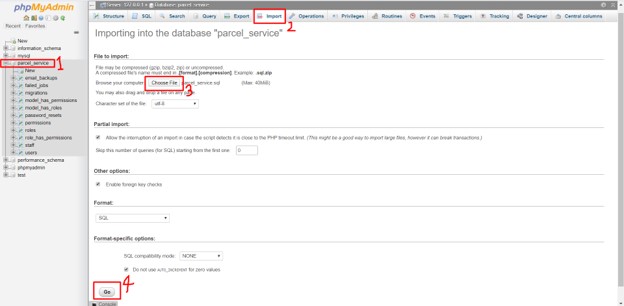 phpMyAdmin
Recent Favorites
New
information_schema
mysql
parcel_service
New
email_backups
failed_jobs
migrations
model_has_permissions
model_has_roles
password_resets
permissions
roles
role_has_permissions
staff
users
performance_schema
phpmyadmin
test
1
Server: 127.0.0.1 » Database: parcel_service
Structure SQL Search Query Export Import Operations Privileges Routines Events Triggers Tracking Designer Central columns
2
Importing into the database "parcel_service"
File to import:
File may be compressed (gzip, bzip2, zip) or uncompressed.
A compressed file's name must end in .[format].[compression]. Example: .sql.zip
Browse your computer: Choose File parcel_service.sql (Max: 40MiB)
3
You may also drag and drop a file on any page.
Character set of the file: utf-8
Partial import:
Allow the interruption of an import in case the script detects it is close to the PHP timeout limit. (This might be a good way to import large files, however it can break transactions.)
Skip this number of queries (for SQL) starting from the first one: 0
Other options:
Enable foreign key checks
Format:
SQL
Format-specific options:
SQL compatibility mode: NONE
Do not use AUTO_INCREMENT for zero values
4
Go
Console